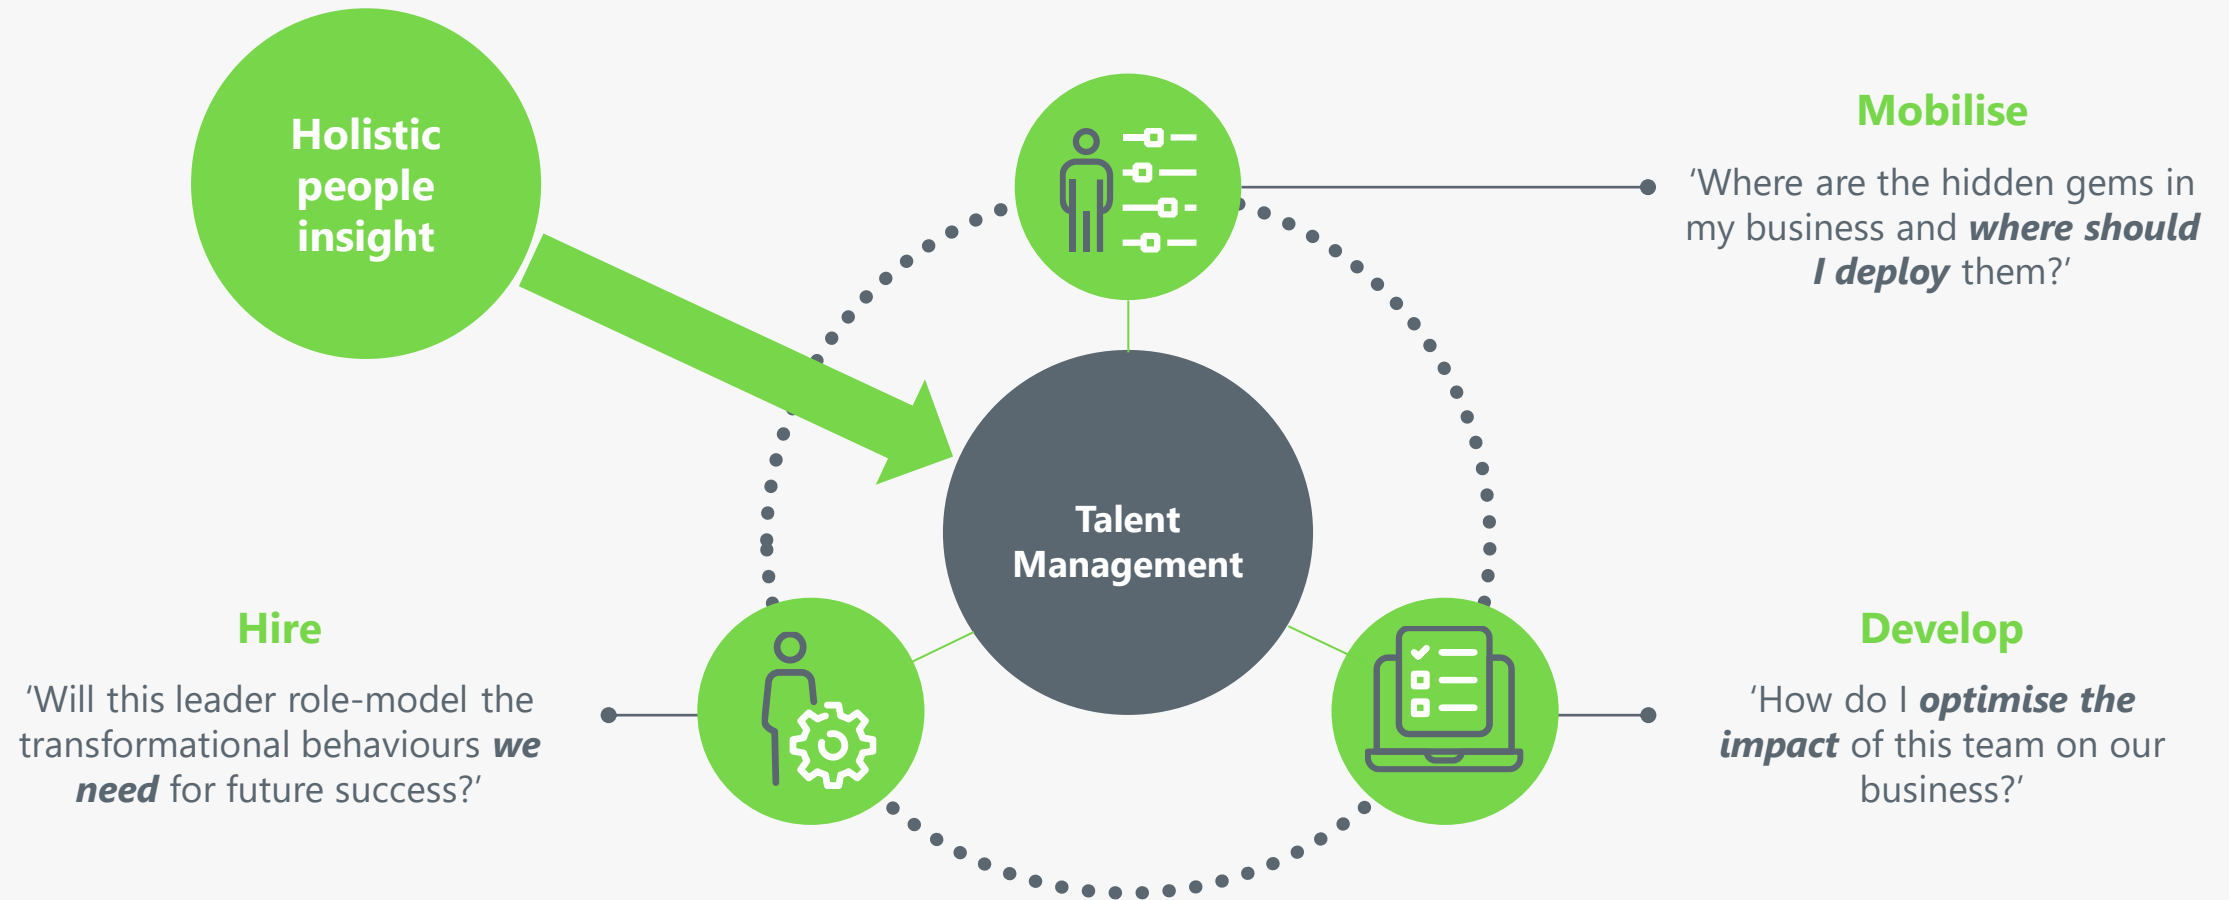 Holistic
people
insight
Mobilise
‘Where are the hidden gems in
my business and where should
I deploy them?’
Talent
Management
Hire
‘Will this leader role-model the
transformational behaviours we
need for future success?’
Develop
‘How do I optimise the
impact of this team on our
business?’